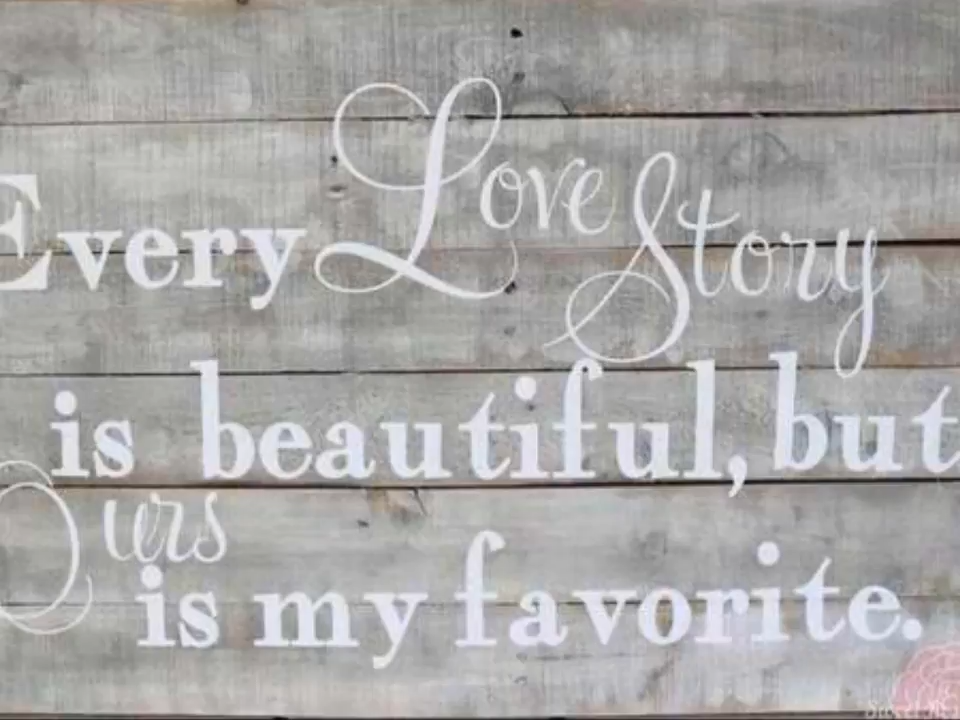 Every Love Story
is beautiful, but
Ours
is my favorite.